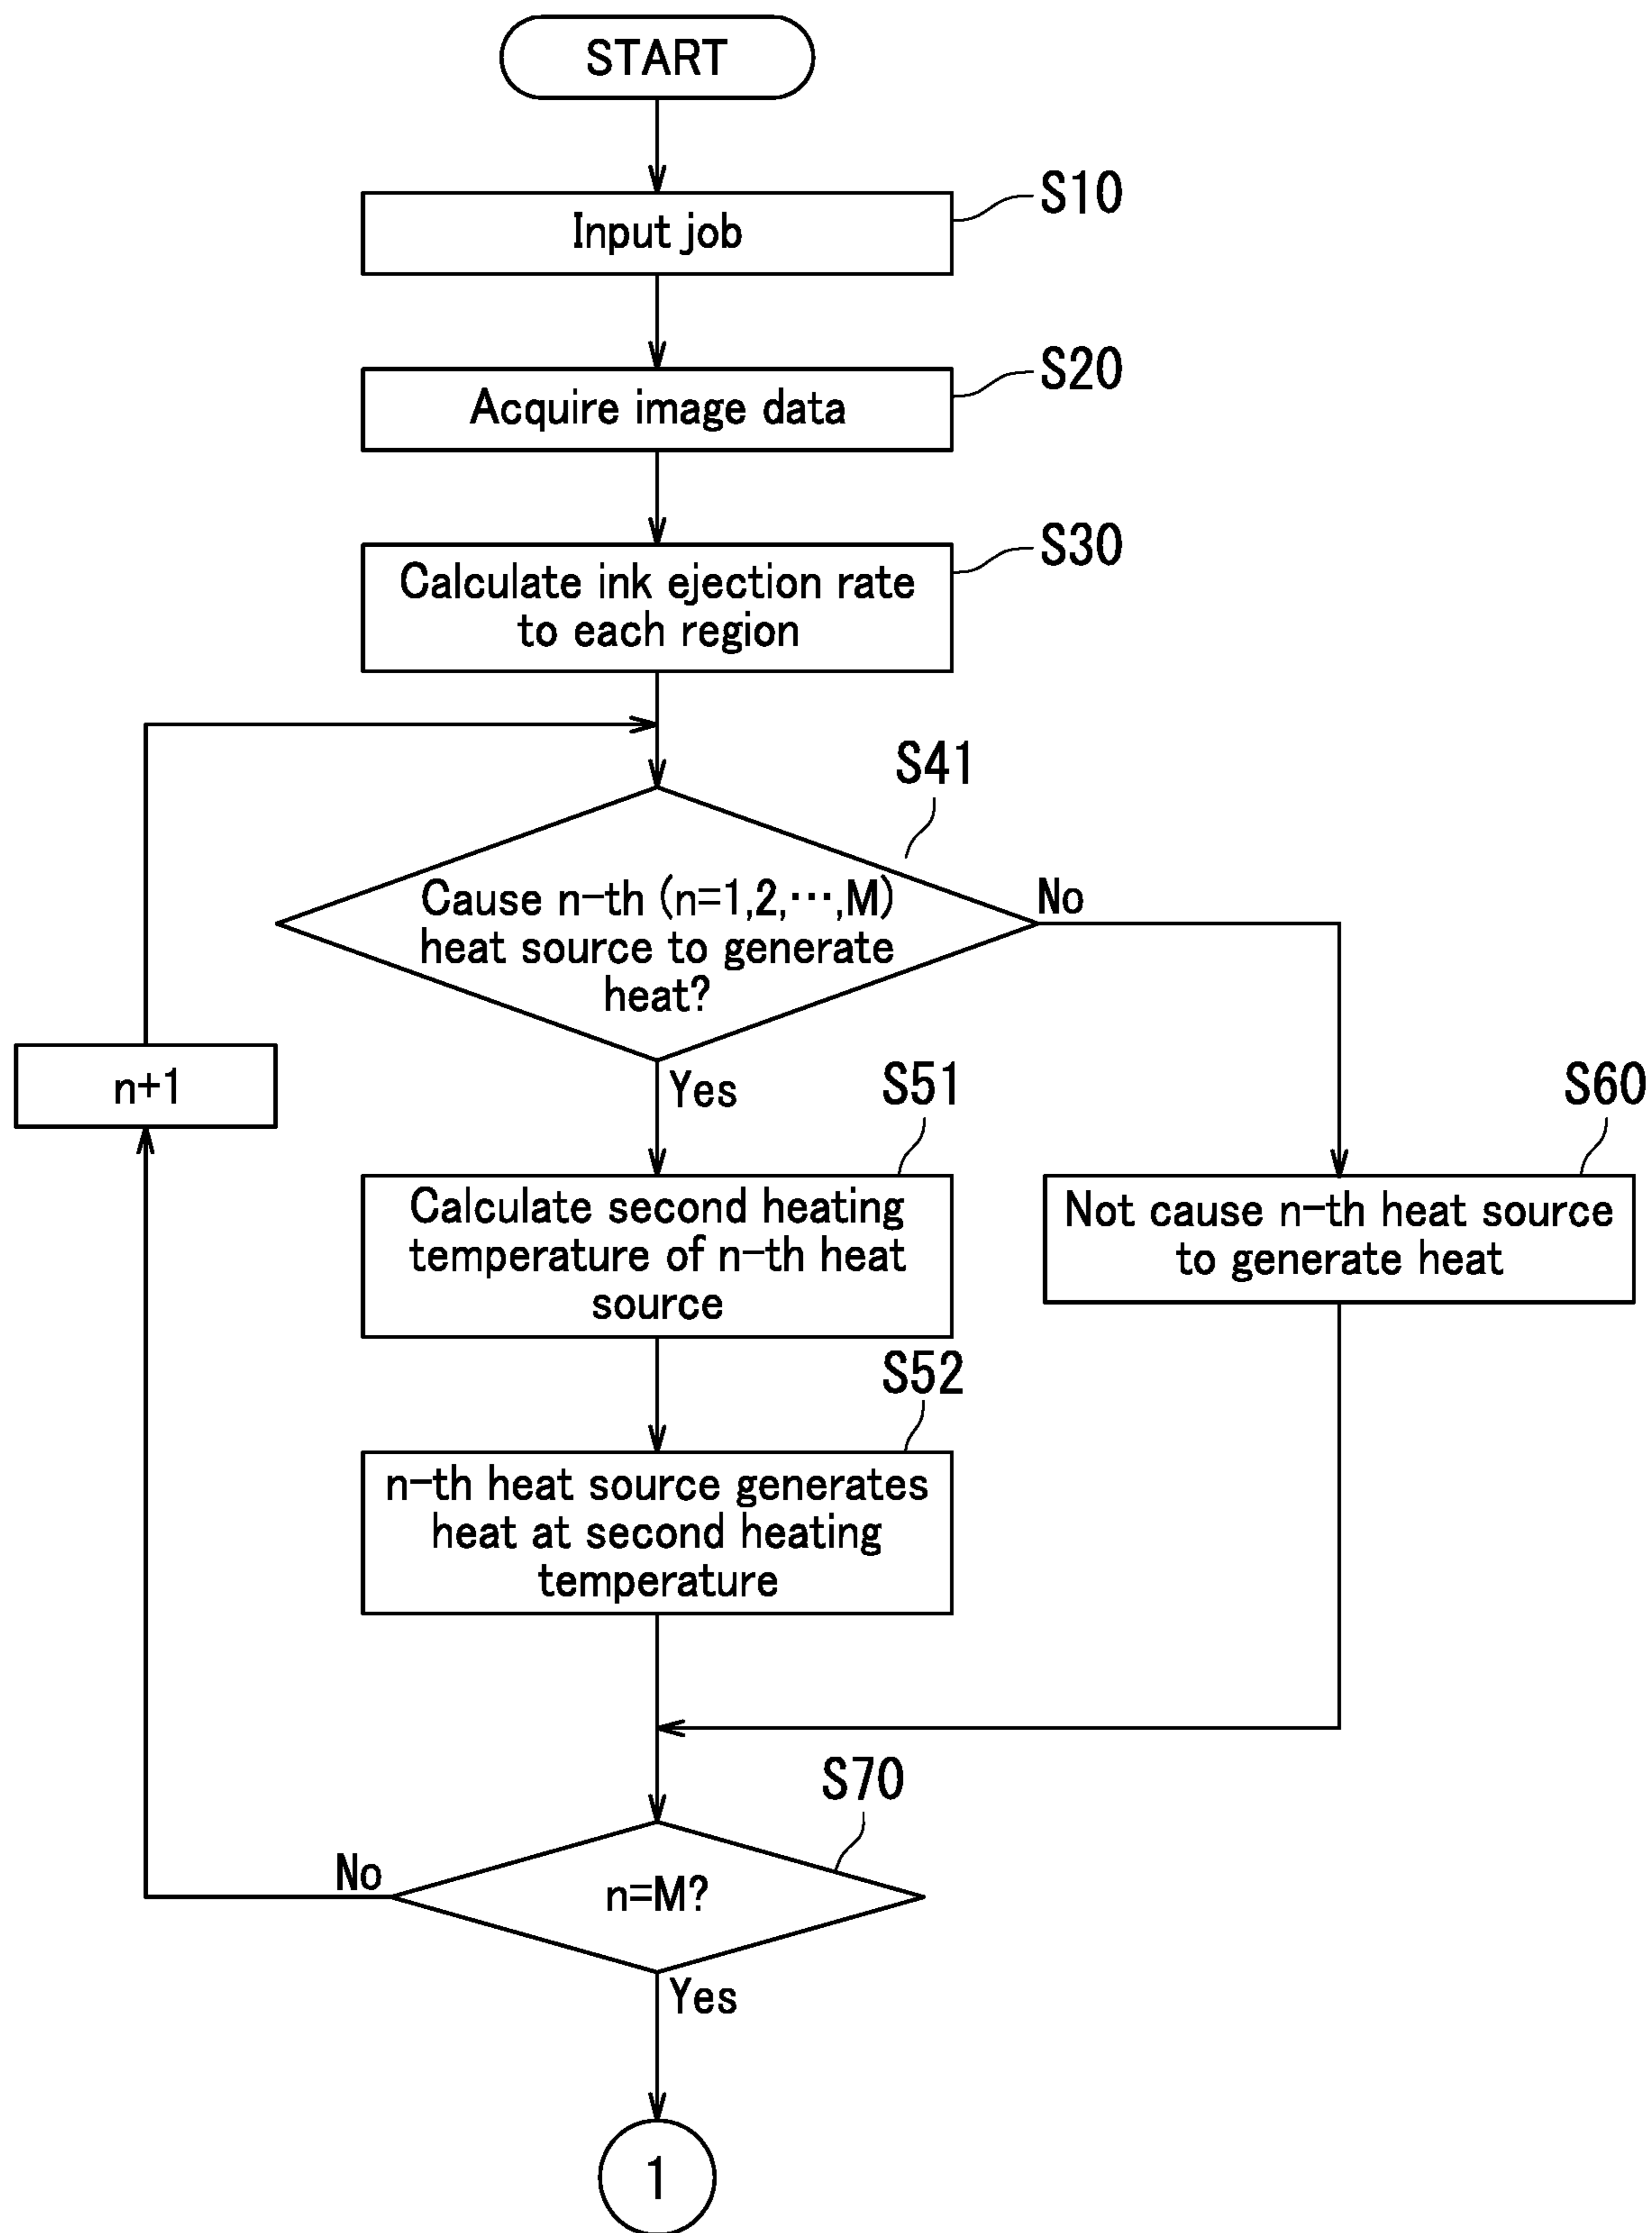 START
Input job
S10
Acquire image data
S20
Calculate ink ejection rate
to each region
S30
S41
Cause n-th (n=1,2,⋯,M)
heat source to generate
heat?
No
Yes
n+1
S51
Calculate second heating
temperature of n-th heat
source
S60
Not cause n-th heat source
to generate heat
S52
n-th heat source generates
heat at second heating
temperature
S70
n=M?
No
Yes
1